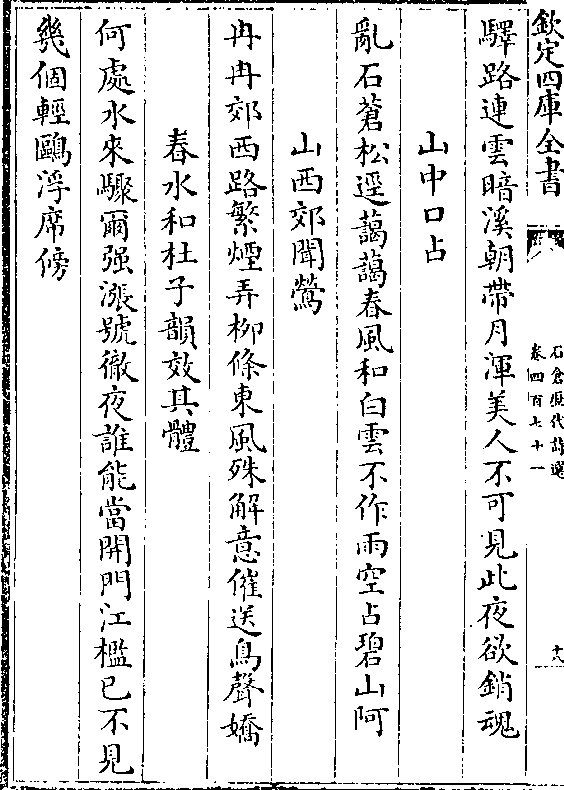 欽定四庫全書
石倉歷代詩選
卷四百七十一
十八
驛路連雲暗溪朝帶月渾美人不可見此夜欲銷魂
山中口占
亂石蒼松逕藹藹春風和白雲不作雨空占碧山阿
山西郊聞鶯
冉冉郊西路繁煙弄柳條東風殊解意催送鳥聲嬌
春水和杜子韻效其體
何處水來驟爾强漲號徹夜誰能當開門江檻已不見
幾個輕鷗浮席傍